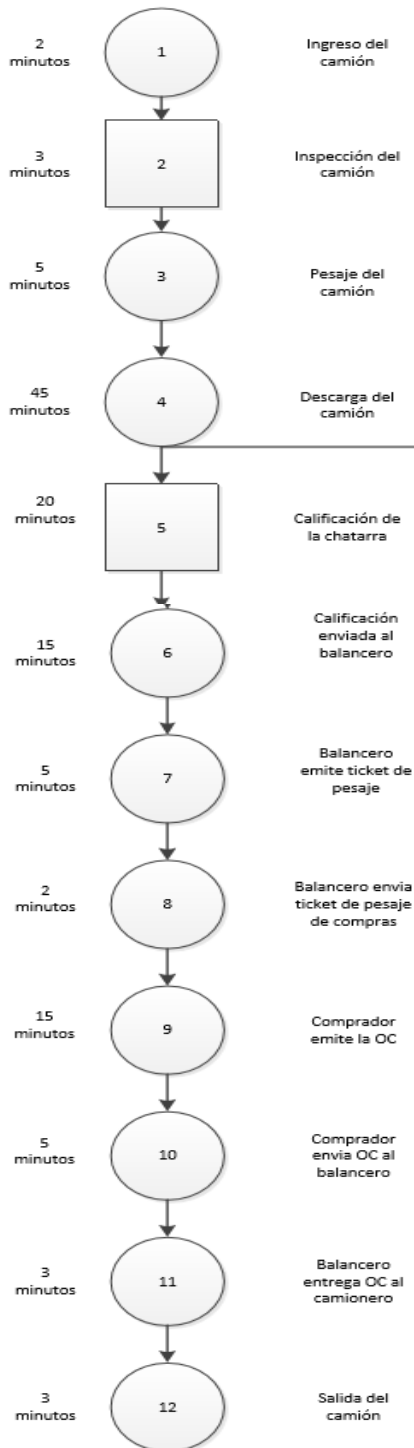 2
minutos
1
Ingreso del
camión
3
minutos
2
Inspección del
camión
5
minutos
3
Pesaje del
camión
45
minutos
4
Descarga del
camión
20
minutos
5
Calificación de
la chatarra
15
minutos
6
Calificación
enviada al
balancero
5
minutos
7
Balancero
emite ticket de
pesaje
2
minutos
8
Balancero envia
ticket de pesaje
de compras
15
minutos
9
Comprador
emite la OC
5
minutos
10
Comprador
envia OC al
balancero
3
minutos
11
Balancero
entrega OC al
camionero
3
minutos
12
Salida del
camión